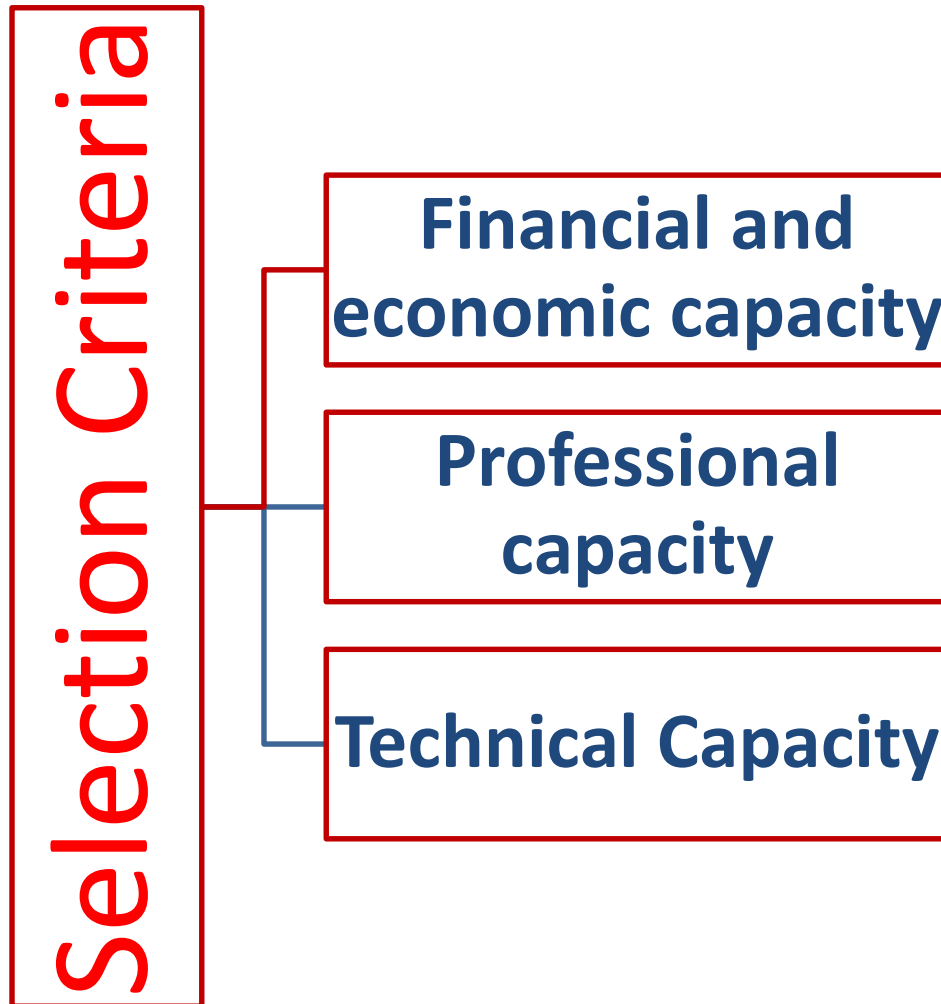 Selection Criteria
Financial and
economic capacity
Professional
capacity
Technical Capacity